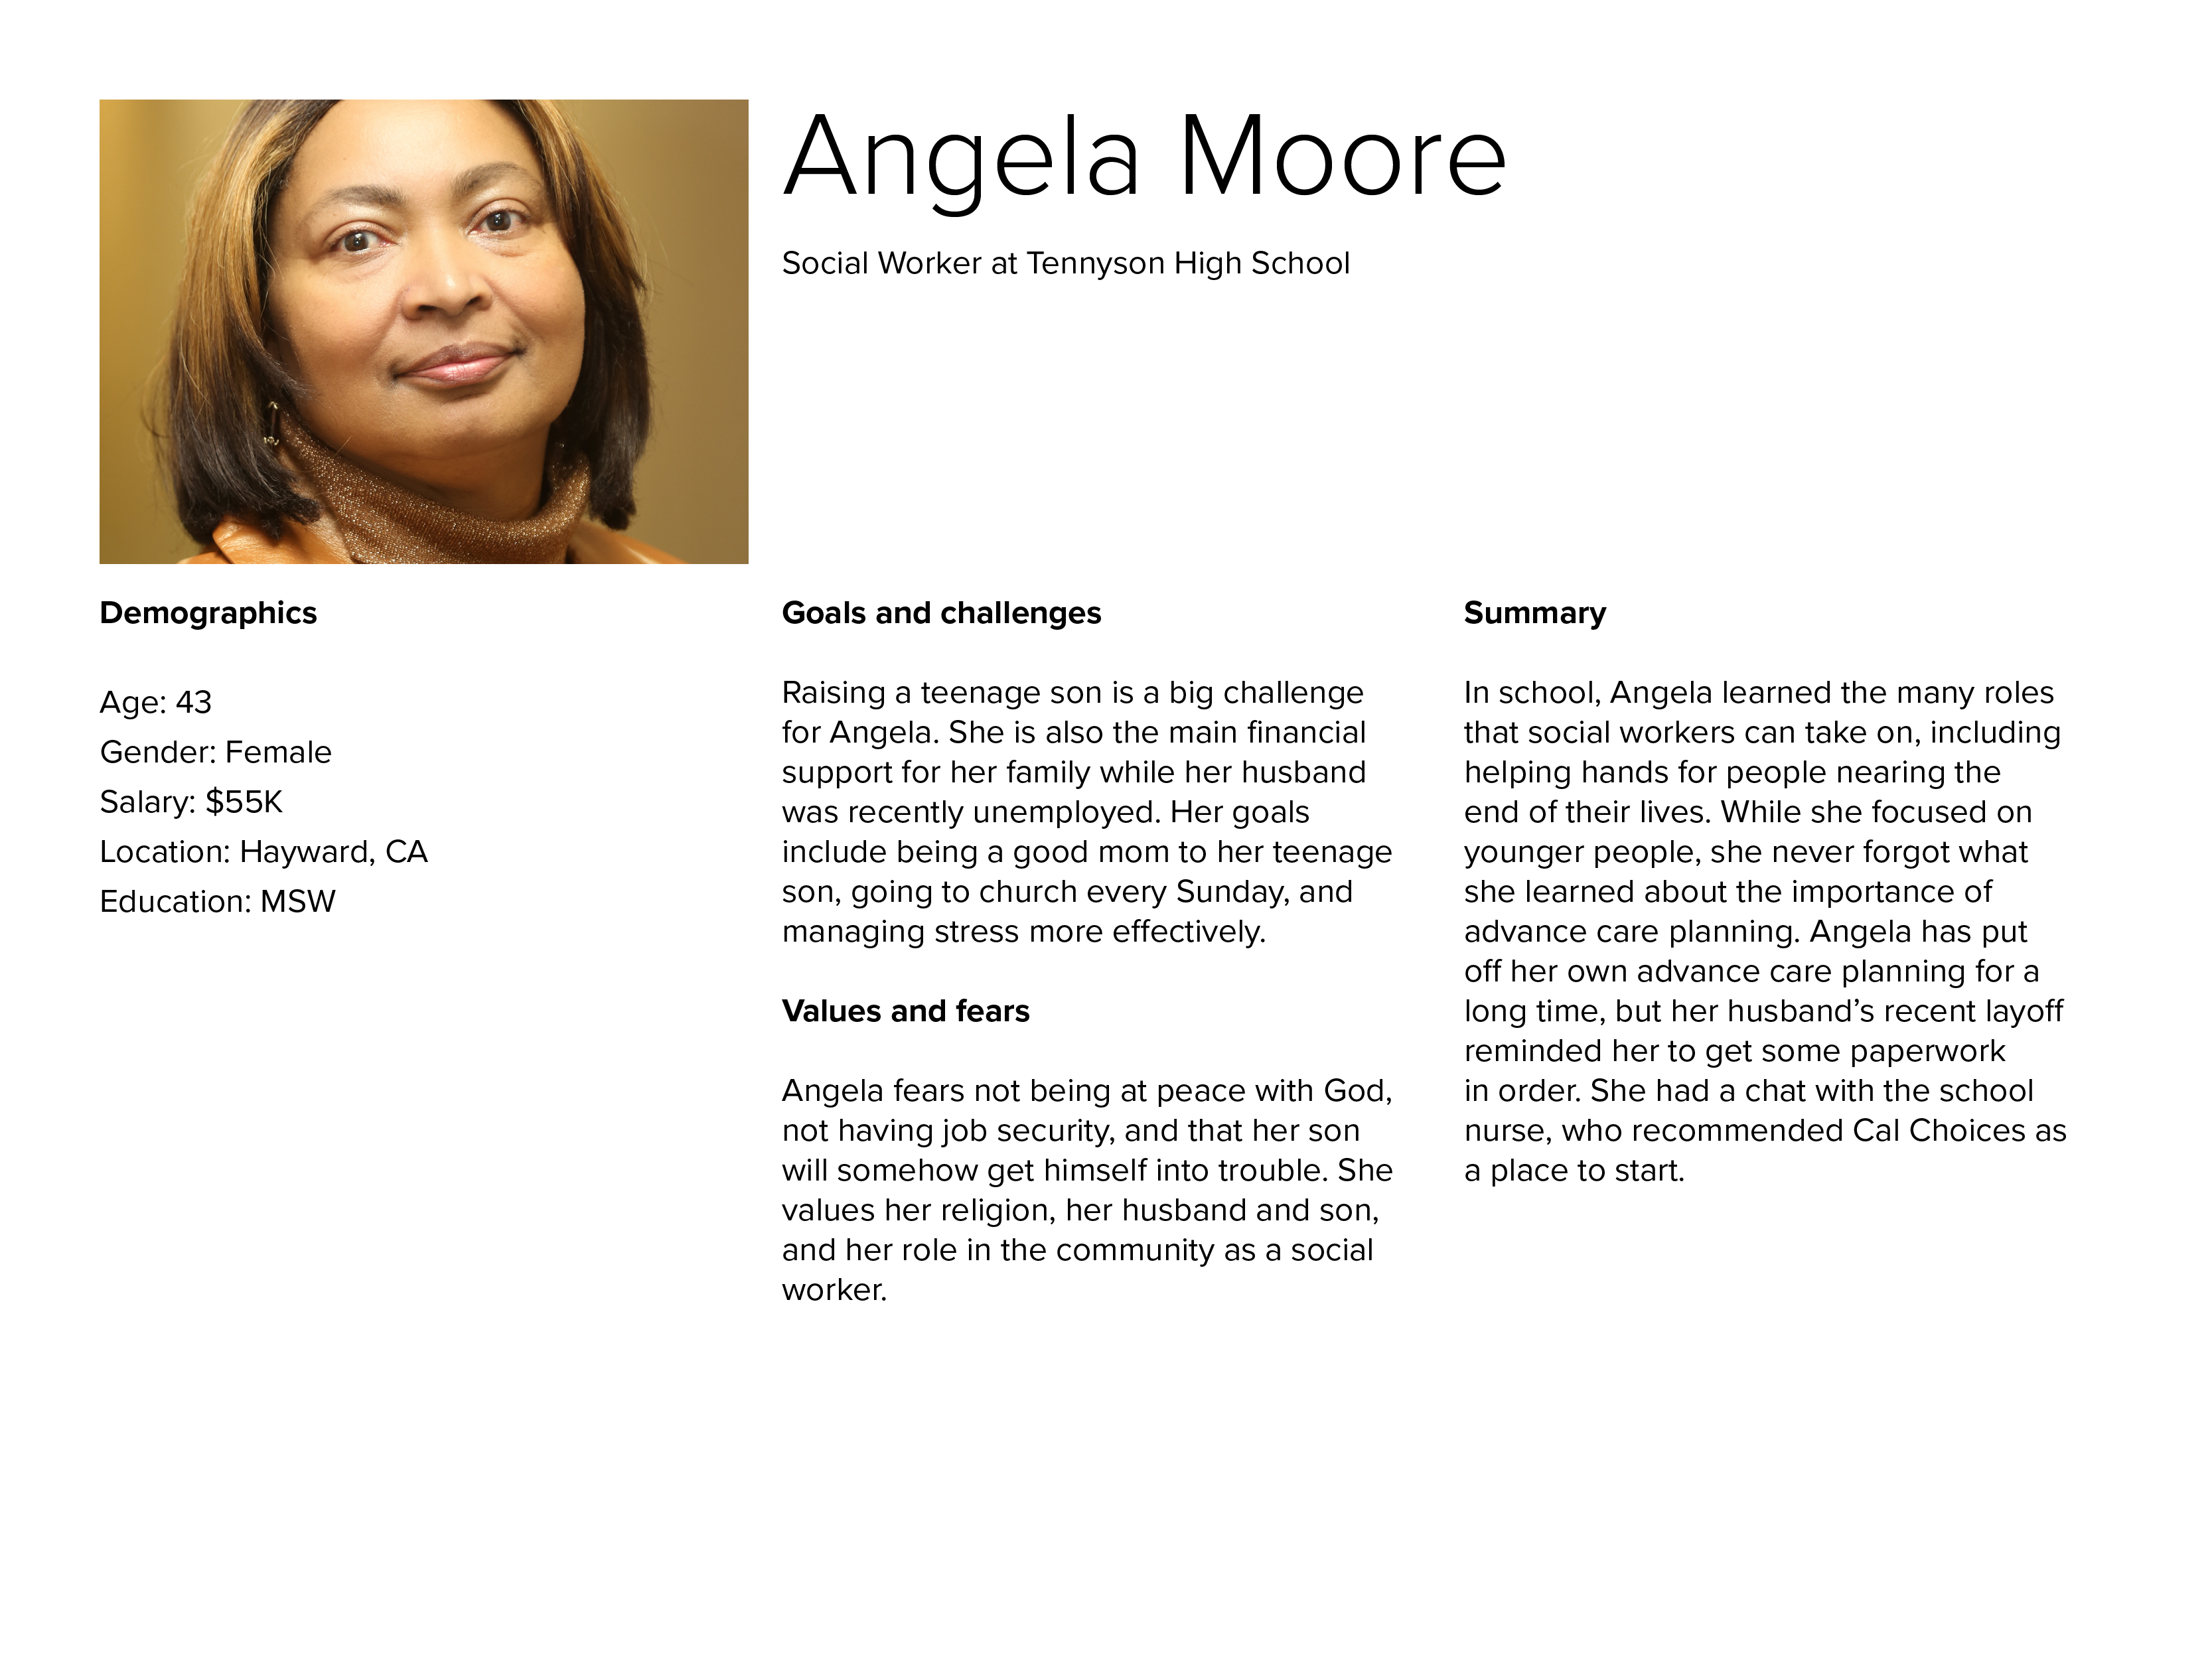 Angela Moore
Social Worker at Tennyson High School
Demographics
Age: 43
Gender: Female
Salary: $55K
Location: Hayward, CA
Education: MSW
Goals and challenges
Raising a teenage son is a big challenge
for Angela. She is also the main financial
support for her family while her husband
was recently unemployed. Her goals
include being a good mom to her teenage
son, going to church every Sunday, and
managing stress more effectively.
Values and fears
Angela fears not being at peace with God,
not having job security, and that her son
will somehow get himself into trouble. She
values her religion, her husband and son,
and her role in the community as a social
worker.
Summary
In school, Angela learned the many roles
that social workers can take on, including
helping hands for people nearing the
end of their lives. While she focused on
younger people, she never forgot what
she learned about the importance of
advance care planning. Angela has put
off her own advance care planning for a
long time, but her husband’s recent layoff
reminded her to get some paperwork
in order. She had a chat with the school
nurse, who recommended Cal Choices as
a place to start.